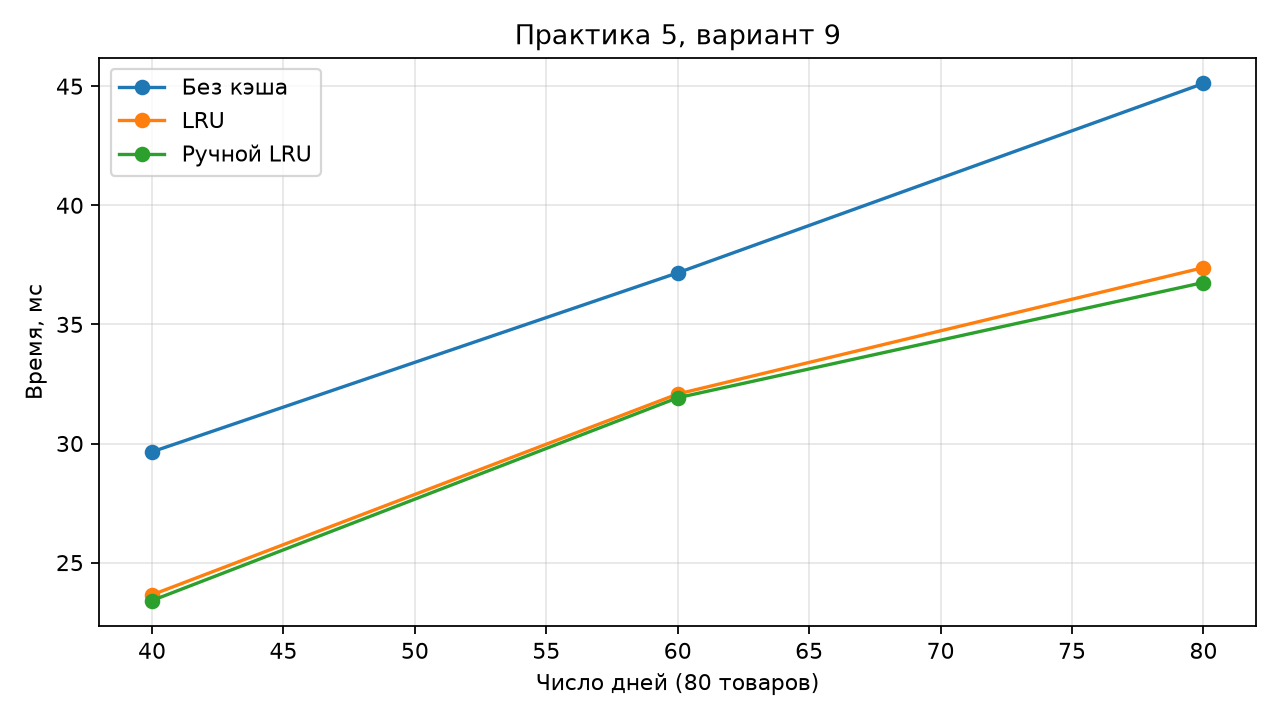 Практика 5, вариант 9
Без кэша
LRU
Ручной LRU
Время, мс
45
40
35
30
25
40 45 50 55 60 65 70 75 80
Число дней (80 товаров)